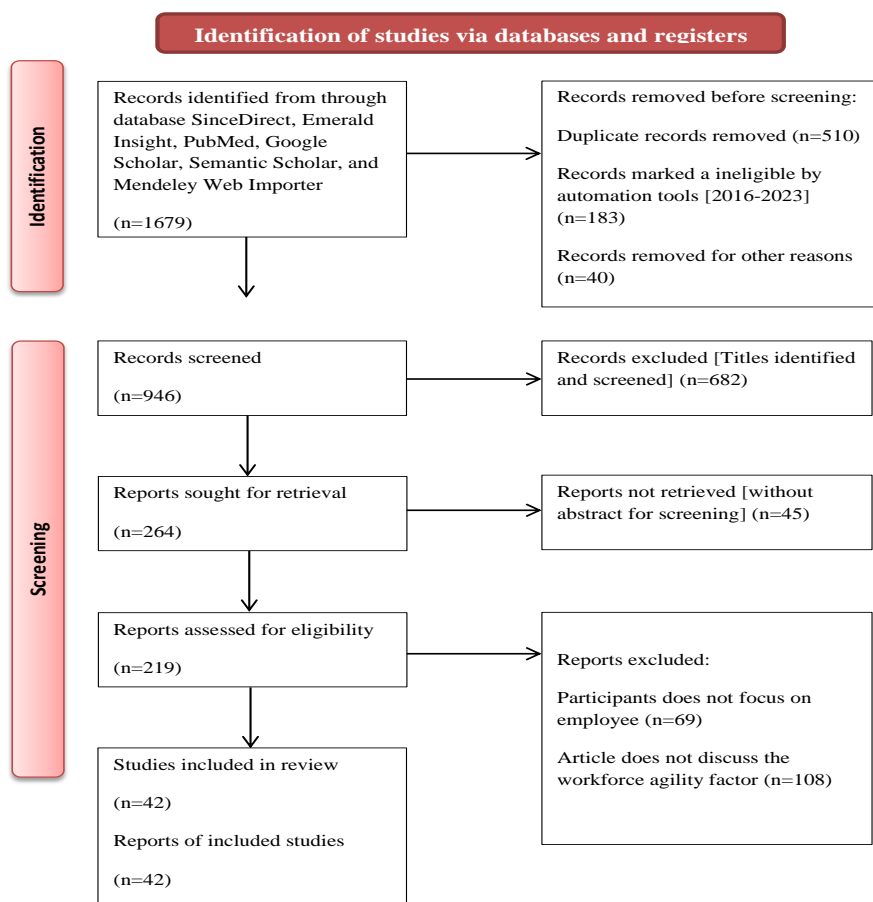 Identification of studies via databases and registers
Identification
Records identified from through
database SinceDirect, Emerald
Insight, PubMed, Google
Scholar, Semantic Scholar, and
Mendeley Web Importer
(n=1679)
Records removed before screening:
Duplicate records removed (n=510)
Records marked a ineligible by
automation tools [2016-2023]
(n=183)
Records removed for other reasons
(n=40)
Screening
Records screened
(n=946)
Records excluded [Titles identified
and screened] (n=682)
Reports sought for retrieval
(n=264)
Reports not retrieved [without
abstract for screening] (n=45)
Reports assessed for eligibility
(n=219)
Reports excluded:
Participants does not focus on
employee (n=69)
Article does not discuss the
workforce agility factor (n=108)
Studies included in review
(n=42)
Reports of included studies
(n=42)